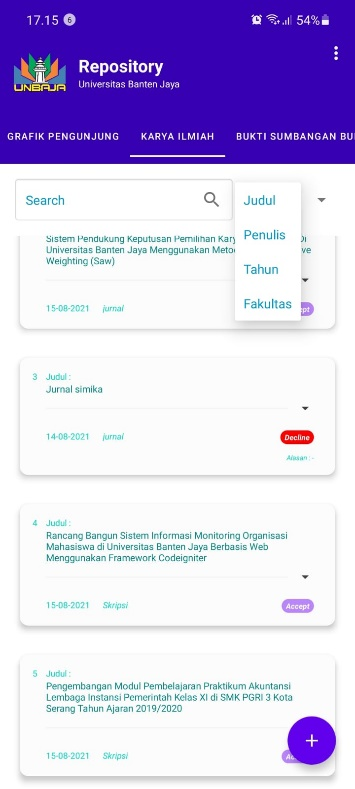 17.15 6 54%
UNBAJA
Repository
Universitas Banten Jaya
GRAFIK PENGUNJUNG KARYA ILMIAH BUKTI SUMBANGAN BU
Search
Judul
Penulis
Tahun
Fakultas
Sistem Pendukung Keputusan Pemilihan Kary Di
Universitas Banten Jaya Menggunakan Meto ve
Weighting (Saw)
15-08-2021 jurnal ept
3 Judul :
Jurnal simika
14-08-2021 jurnal Decline
Alasan : -
4 Judul :
Rancang Bangun Sistem Informasi Monitoring Organisasi
Mahasiswa di Universitas Banten Jaya Berbasis Web
Menggunakan Framework Codeigniter
15-08-2021 Skripsi Accept
5 Judul :
Pengembangan Modul Pembelajaran Praktikum Akuntansi
Lembaga Instansi Pemerintah Kelas XI di SMK PGRI 3 Kota
Serang Tahun Ajaran 2019/2020
15-08-2021 Skripsi Ac
+